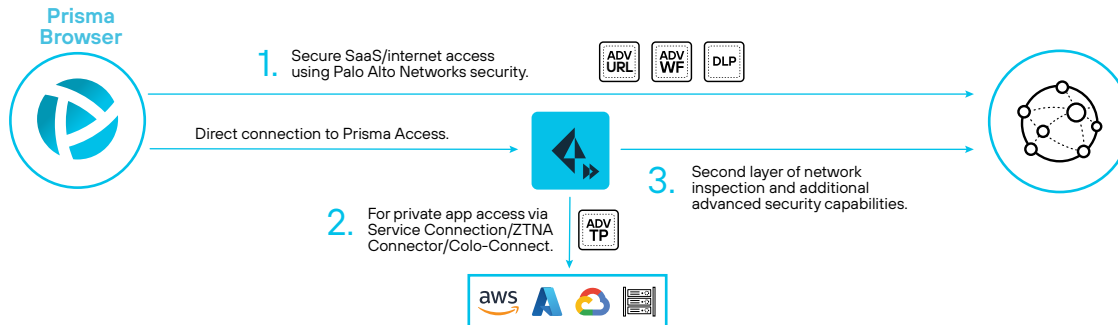 Prisma
Browser
1.
Secure SaaS/internet access
using Palo Alto Networks security.
ADV
URL
ADV
WF
DLP
Direct connection to Prisma Access.
2.
For private app access via
Service Connection/ZTNA
Connector/Colo-Connect.
ADV
TP
3.
Second layer of network
inspection and additional
advanced security capabilities.
aws